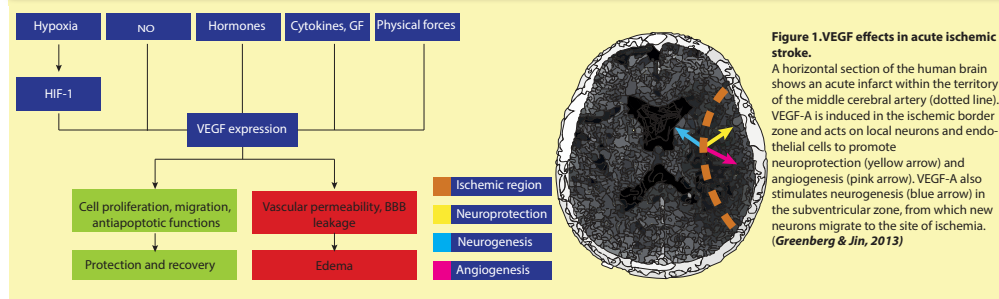 Hypoxia
NO
Hormones
Cytokines, GF
Physical forces
HIF-1
VEGF expression
Cell proliferation, migration,
antiapoptotic functions
Vascular permeability, BBB
leakage
Protection and recovery
Edema
Ischemic region
Neuroprotection
Neurogenesis
Angiogenesis
Figure 1.VEGF effects in acute ischemic
stroke.
A horizontal section of the human brain
shows an acute infarct within the territory
of the middle cerebral artery (dotted line).
VEGF-A is induced in the ischemic border
zone and acts on local neurons and endo-
thelial cells to promote
neuroprotection (yellow arrow) and
angiogenesis (pink arrow). VEGF-A also
stimulates neurogenesis (blue arrow) in
the subventricular zone, from which new
neurons migrate to the site of ischemia.
(Greenberg & Jin, 2013)